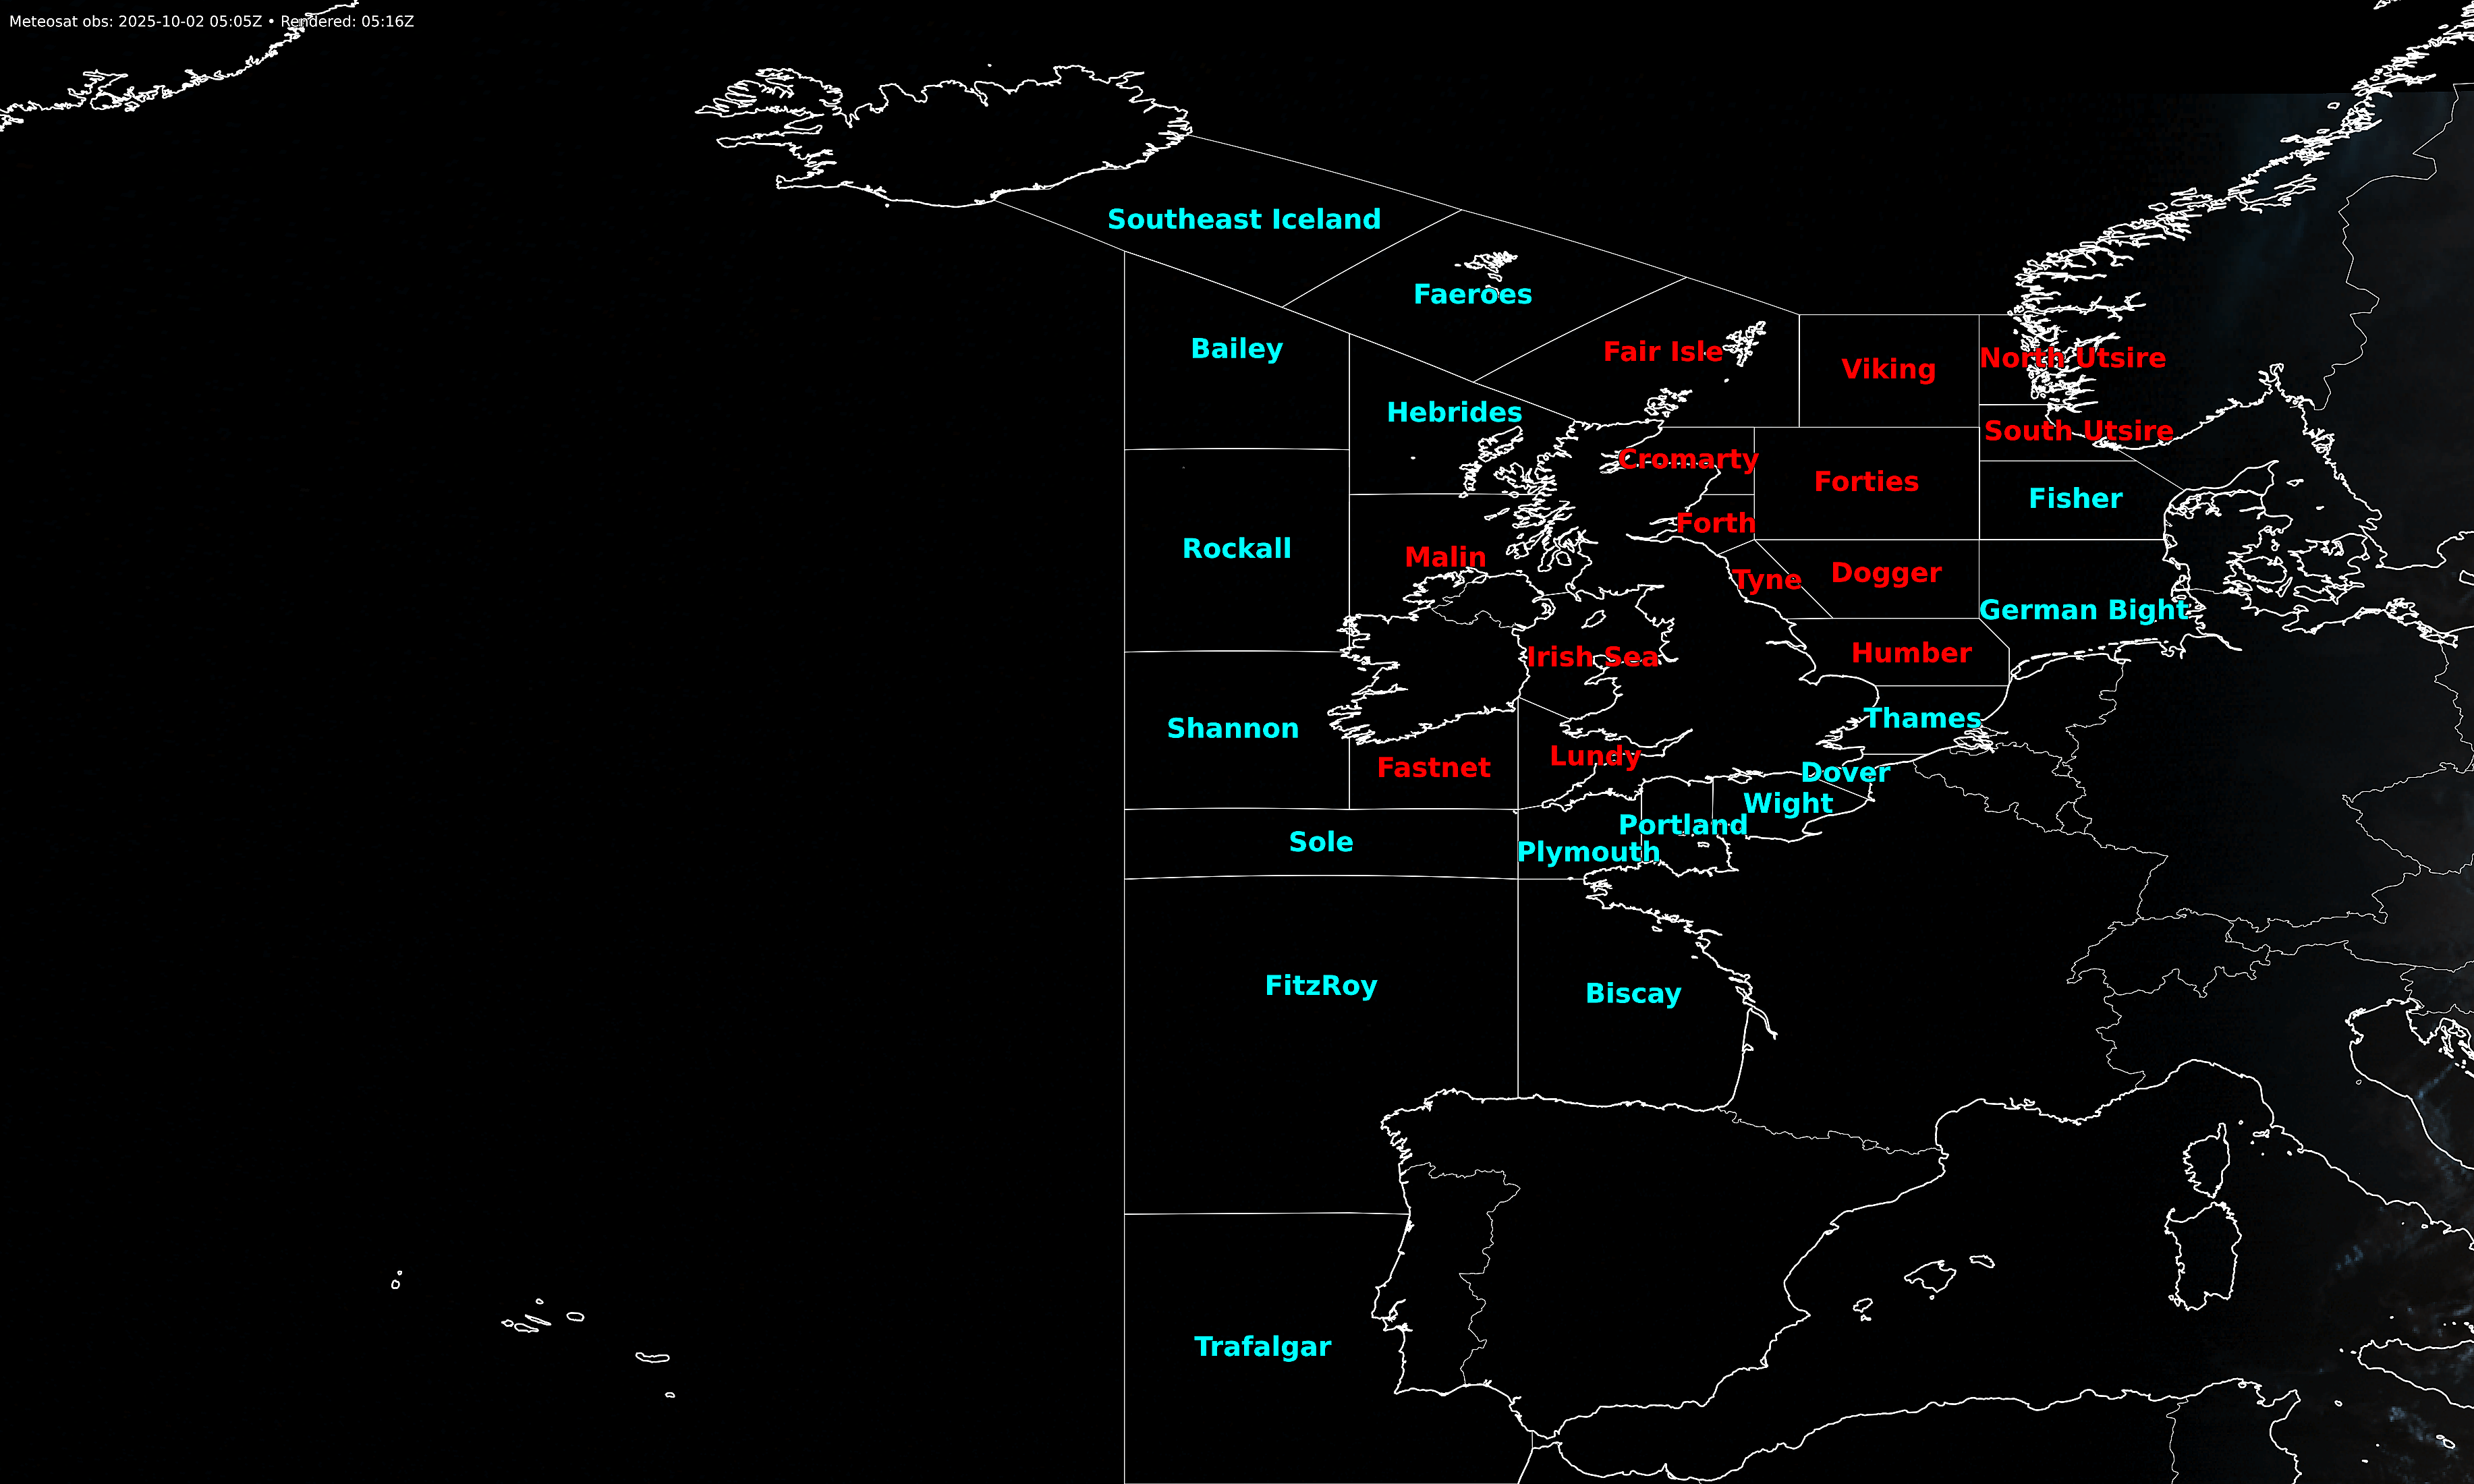 Meteosat obs: 2025-10-02 05:05Z • Rendered: 05:16Z
Southeast Iceland
Faeroes
Bailey
Fair Isle
Viking
North Utsire
Hebrides
South Utsire
Cromarty
Forties
Fisher
Forth
Rockall
Malin
Tyne
Dogger
German Bight
Irish Sea
Humber
Thames
Shannon
Lundy
Fastnet
Dover
Wight
Portland
Sole
Plymouth
FitzRoy
Biscay
Trafalgar